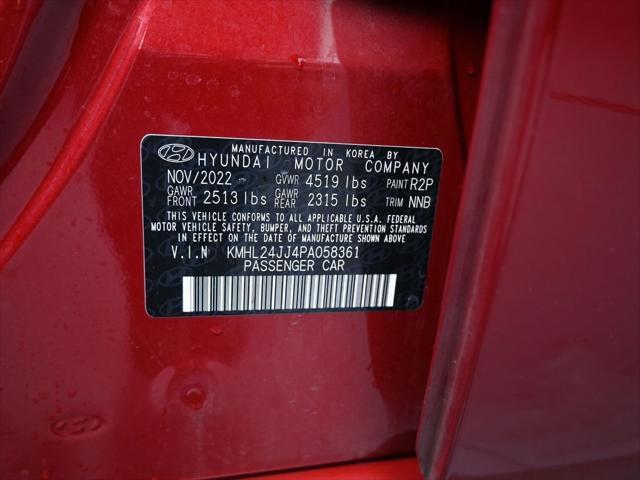 MANUFACTURED IN KOREA BY
HYUNDAI MOTOR COMPANY
NOV/2022 GVWR 4519 lbs PAINT R2P
GAWR FRONT 2513 lbs GAWR REAR 2315 lbs TRIM NNB
THIS VEHICLE CONFORMS TO ALL APPLICABLE U.S.A. FEDERAL
MOTOR VEHICLE SAFETY, BUMPER, AND THEFT PREVENTION STANDARDS
IN EFFECT ON THE DATE OF MANUFACTURE SHOWN ABOVE.
V.I.N KMHL24JJ4PA058361
PASSENGER CAR